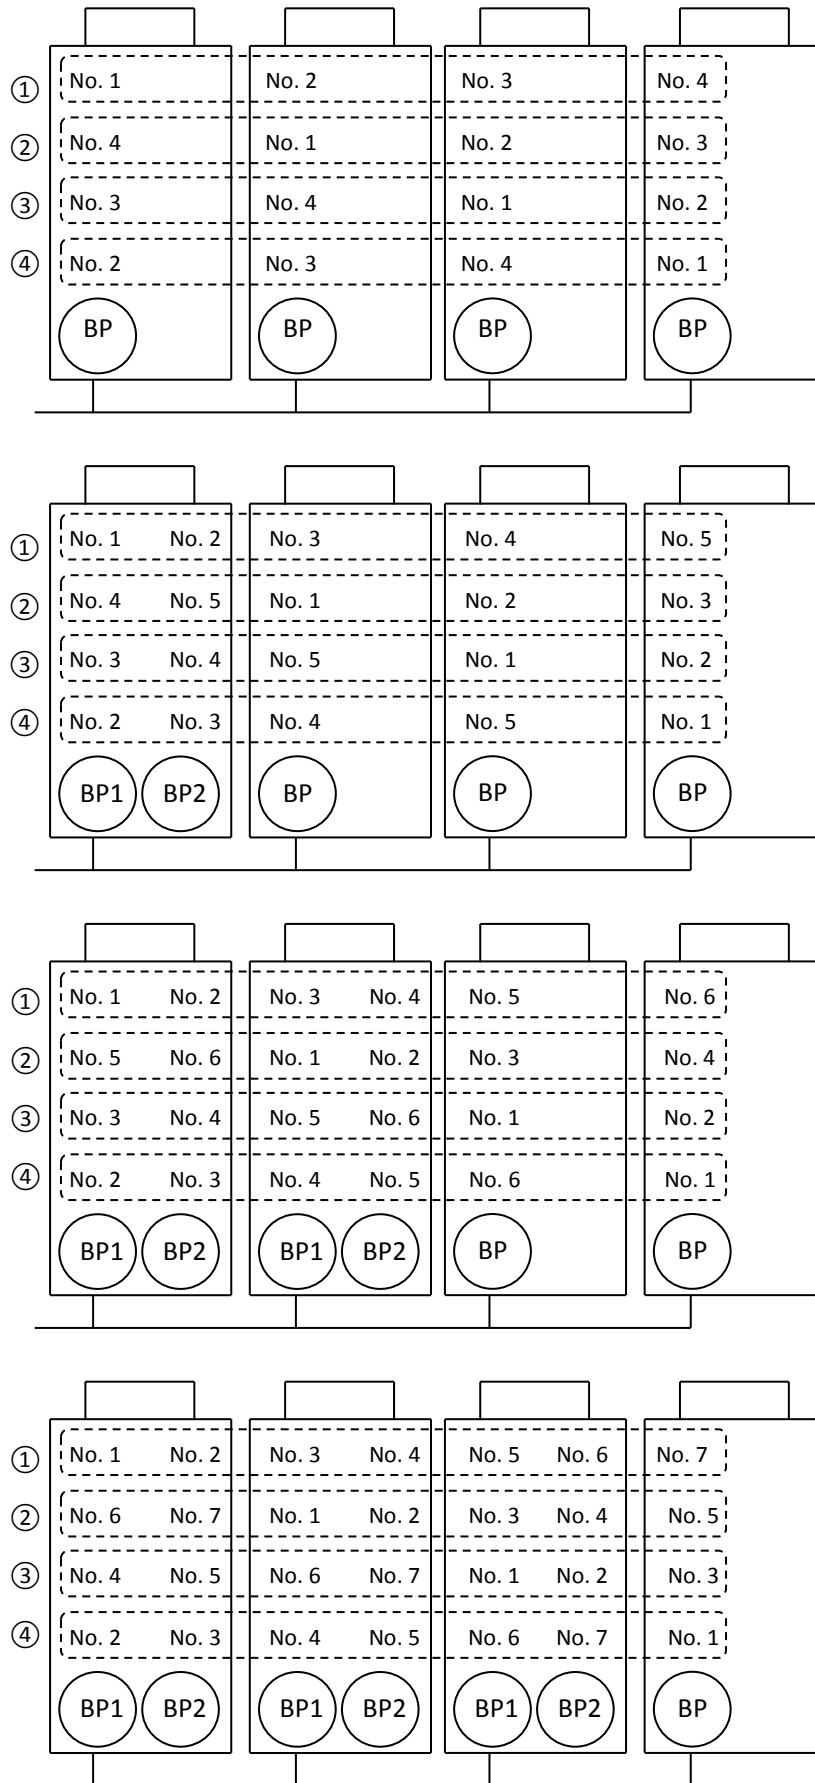 ① No. 1 No. 2 No. 3 No. 4
② No. 4 No. 1 No. 2 No. 3
③ No. 3 No. 4 No. 1 No. 2
④ No. 2 No. 3 No. 4 No. 1
BP BP BP BP
① No. 1 No. 2 No. 3 No. 4 No. 5
② No. 4 No. 5 No. 1 No. 2 No. 3
③ No. 3 No. 4 No. 5 No. 1 No. 2
④ No. 2 No. 3 No. 4 No. 5 No. 1
BP1 BP2 BP BP BP
① No. 1 No. 2 No. 3 No. 4 No. 5 No. 6
② No. 5 No. 6 No. 1 No. 2 No. 3 No. 4
③ No. 3 No. 4 No. 5 No. 6 No. 1 No. 2
④ No. 2 No. 3 No. 4 No. 5 No. 6 No. 1
BP1 BP2 BP1 BP2 BP BP
① No. 1 No. 2 No. 3 No. 4 No. 5 No. 6 No. 7
② No. 6 No. 7 No. 1 No. 2 No. 3 No. 4 No. 5
③ No. 4 No. 5 No. 6 No. 7 No. 1 No. 2 No. 3
④ No. 2 No. 3 No. 4 No. 5 No. 6 No. 7 No. 1
BP1 BP2 BP1 BP2 BP1 BP2 BP